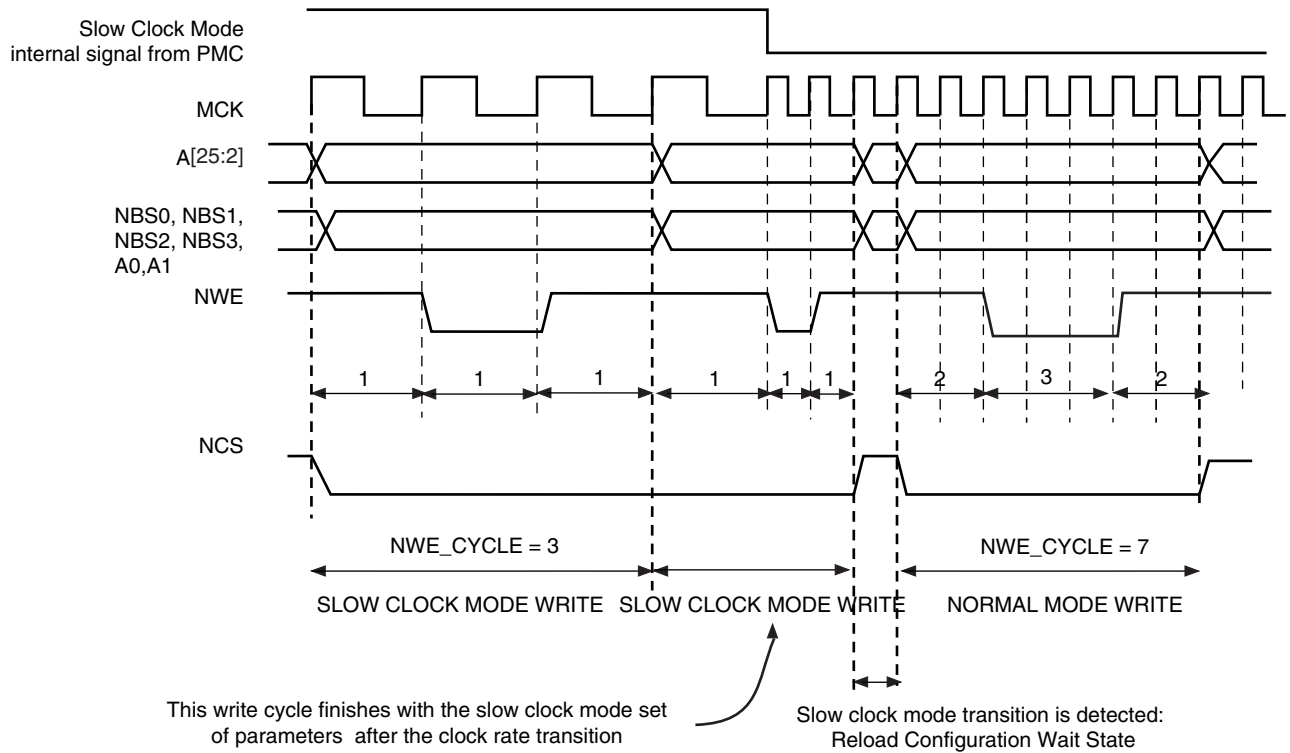 Slow Clock Mode
internal signal from PMC
MCK
A[25:2]
NBS0, NBS1,
NBS2, NBS3,
A0,A1
NWE
1 1 1 1 1 1 2 3 2
NCS
NWE_CYCLE = 3 NWE_CYCLE = 7
SLOW CLOCK MODE WRITE SLOW CLOCK MODE WRITE NORMAL MODE WRITE
This write cycle finishes with the slow clock mode set
of parameters after the clock rate transition
Slow clock mode transition is detected:
Reload Configuration Wait State